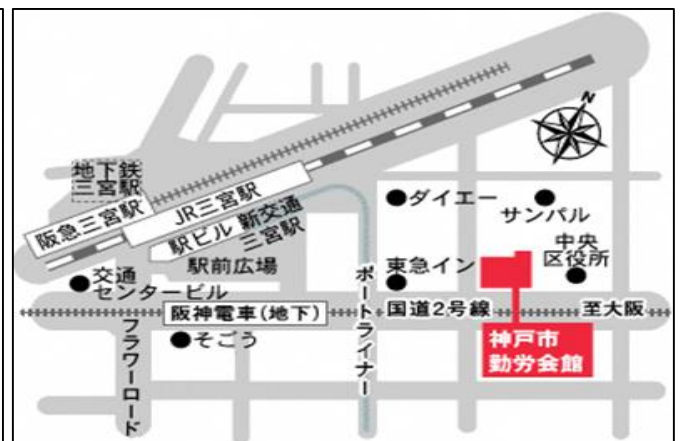 N
地下鉄
三宮駅
阪急三宮駅
JR三宮駅
駅ビル
新交通
三宮駅
駅前広場
ダイエー
サンパル
中央
区役所
東急イン
交通
センタービル
阪神電車(地下)
国道2号線
至大阪
そごう
フラワーロード
ポートライナー
神戸市
勤労会館